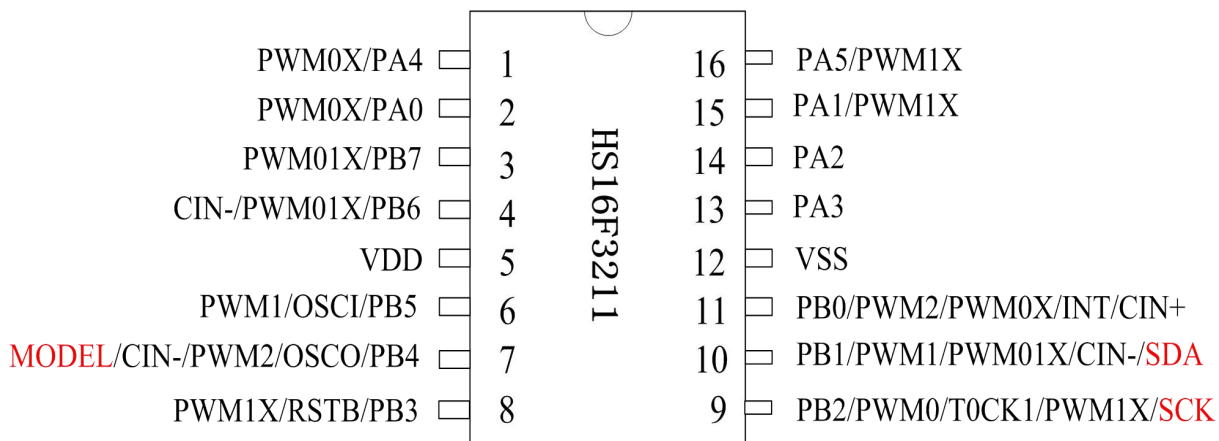 PWM0X/PA4 1 16 PA5/PWM1X
PWM0X/PA0 2 15 PA1/PWM1X
PWM01X/PB7 3 14 PA2
CIN-/PWM01X/PB6 4 13 PA3
VDD 5 12 VSS
PWM1/OSCI/PB5 6 11 PB0/PWM2/PWM0X/INT/CIN+
MODEL/CIN-/PWM2/OSCO/PB4 7 10 PB1/PWM1/PWM01X/CIN-/SDA
PWM1X/RSTB/PB3 8 9 PB2/PWM0/T0CK1/PWM1X/SCK
HS16F3211